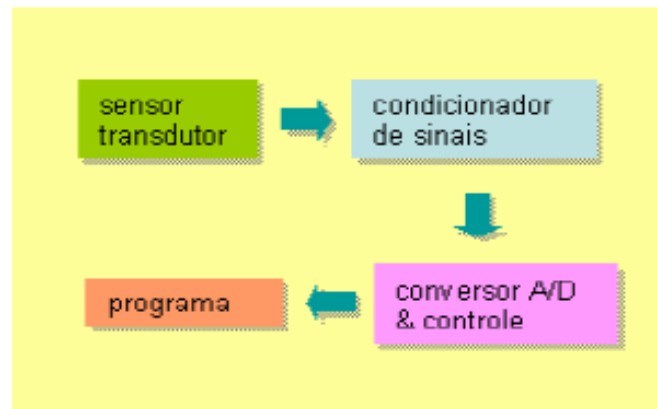 sensor
transdutor
condicionador
de sinais
conversor A/D
& controle
programa